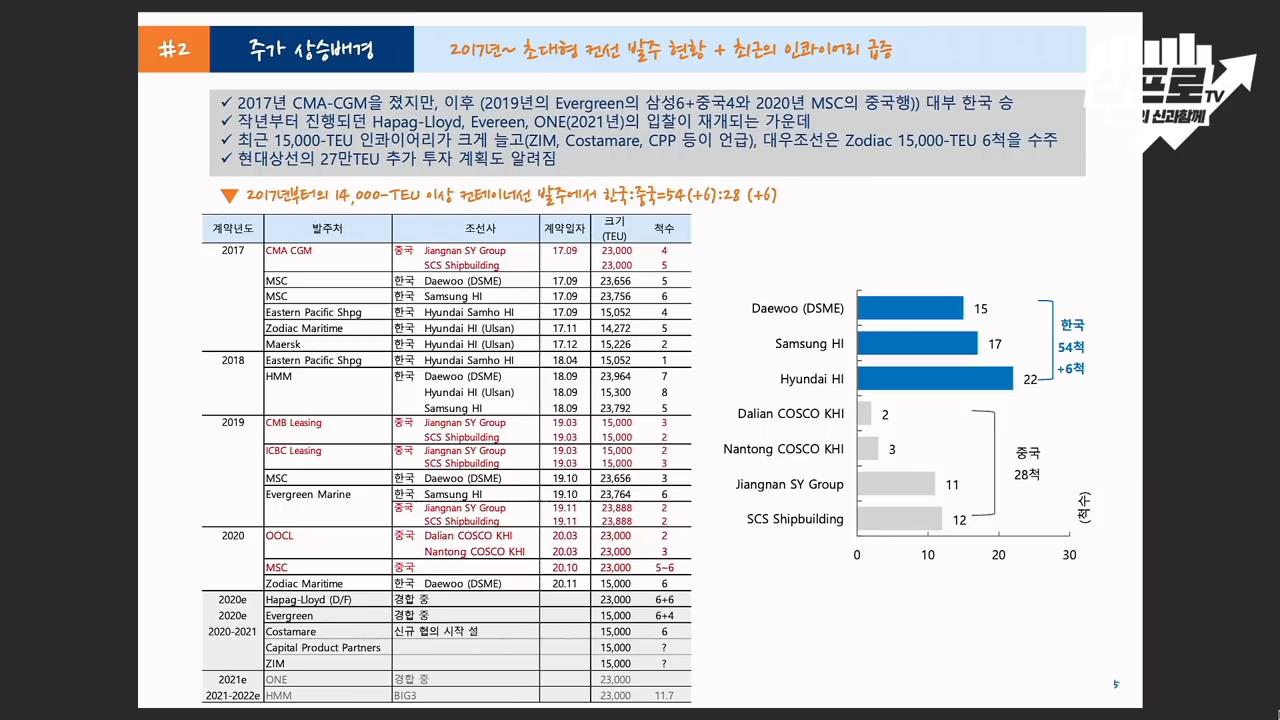 #2 주가 상승배경 2017년~ 초대형 컨선 발주 현황 + 최근의 인콰이어리 급증
프로TV
의 신과함께
✓ 2017년 CMA-CGM을 졌지만, 이후 (2019년의 Evergreen의 삼성6+중국4와 2020년 MSC의 중국행)) 대부 한국 승
✓ 작년부터 진행되던 Hapag-Lloyd, E green, ONE(2021년)의 입찰이 재개되는 가운데
✓ 최근 15,000-TEU 인콰이어리가 크게 늘고(ZIM, Costamare, CPP 등이 언급), 대우조선은 Zodiac 15,000-TEU 6척을 수주
✓ 현대상선의 27만TEU 추가 투자 계획도 알려짐
▼ 2017년부터의 14,000-TEU 이상 컨테이너선 발주에서 한국:중국=54(+6):28 (+6)
계약년도 발주처 조선사 계약일자 크기 (TEU) 척수
2017 CMA CGM 중국 Jiangnan SY Group 17.09 23,000 4
SCS Shipbuilding 23,000 5
MSC 한국 Daewoo (DSME) 17.09 23,656 5
MSC 한국 Samsung HI 17.09 23,756 6
Eastern Pacific Shpg 한국 Hyundai Samho HI 17.09 15,052 4
Zodiac Maritime 한국 Hyundai HI (Ulsan) 17.11 14,272 5
Maersk 한국 Hyundai HI (Ulsan) 17.12 15,226 2
2018 Eastern Pacific Shpg 한국 Hyundai Samho HI 18.04 15,052 1
HMM 한국 Daewoo (DSME) 18.09 23,964 7
Hyundai HI (Ulsan) 18.09 15,300 8
Samsung HI 18.09 23,792 5
2019 CMB Leasing 중국 Jiangnan SY Group 19.03 15,000 3
SCS Shipbuilding 19.03 15,000 2
ICBC Leasing 중국 Jiangnan SY Group 19.03 15,000 2
SCS Shipbuilding 19.03 15,000 3
MSC 한국 Daewoo (DSME) 19.10 23,656 3
Evergreen Marine 한국 Samsung HI 19.10 23,764 6
중국 Jiangnan SY Group 19.11 23,888 2
SCS Shipbuilding 19.11 23,888 2
2020 OOCL 중국 Dalian COSCO KHI 20.03 23,000 2
Nantong COSCO KHI 20.03 23,000 3
MSC 중국 20.10 23,000 5~6
Zodiac Maritime 한국 Daewoo (DSME) 20.11 15,000 6
2020e Hapag-Lloyd (D/F) 경합 중 23,000 6+6
2020e Evergreen 경합 중 15,000 6+4
2020-2021 Costamare 신규 협의 시작 설 15,000 6
Capital Product Partners 15,000 ?
ZIM 15,000 ?
2021e ONE 경합 중 23,000
2021-2022e HMM BIG3 23,000 11.7
Daewoo (DSME) 15
Samsung HI 17
Hyundai HI 22
한국
54척
+6척
Dalian COSCO KHI 2
Nantong COSCO KHI 3
Jiangnan SY Group 11
SCS Shipbuilding 12
중국
28척
(척수)
0 10 20 30
5